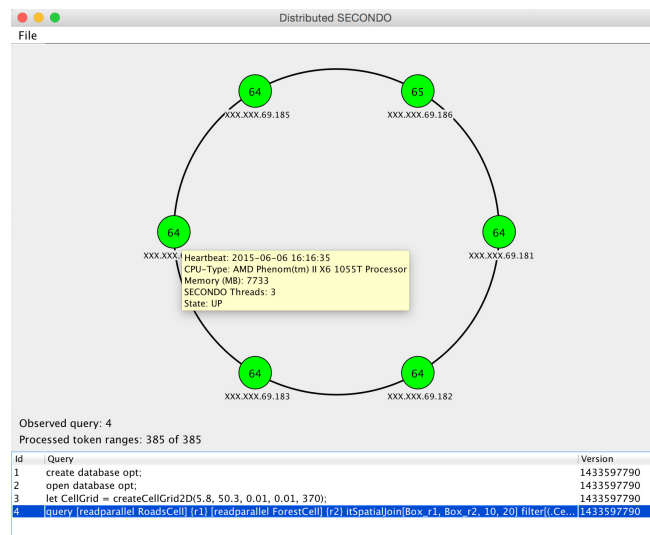 Distributed SECONDO
File
64
65
XXX.XXX.69.185
XXX.XXX.69.186
64
64
XXX.XXX.
XXX.XXX.69.181
Heartbeat: 2015-06-06 16:16:35
CPU-Type: AMD Phenom(tm) II X6 1055T Processor
Memory (MB): 7733
SECONDO Threads: 3
State: UP
64
64
XXX.XXX.69.183
XXX.XXX.69.182
Observed query: 4
Processed token ranges: 385 of 385
Id Query Version
1 create database opt; 1433597790
2 open database opt; 1433597790
3 let CellGrid = createCellGrid2D(5.8, 50.3, 0.01, 0.01, 370); 1433597790
4 query [readparallel RoadsCell] {r1} [readparallel ForestCell] {r2} itSpatialJoin[Box_r1, Box_r2, 10, 20] filter[(.Ce... 1433597790